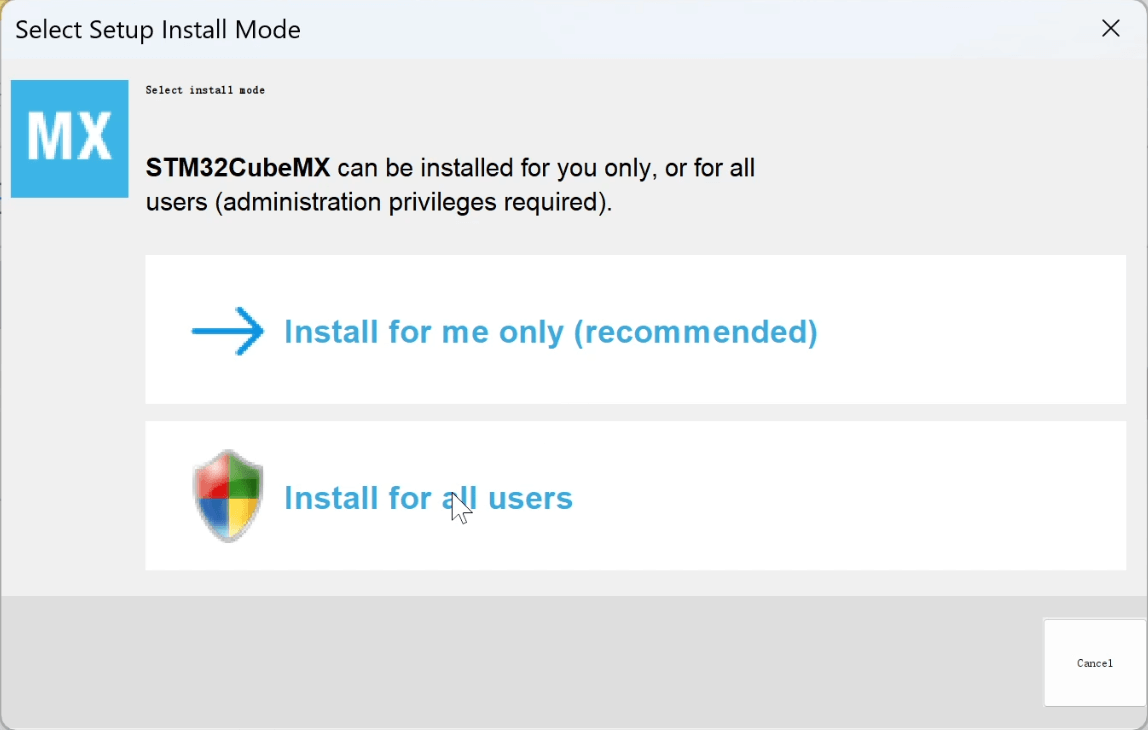 Select Setup Install Mode
MX
Select install mode
STM32CubeMX can be installed for you only, or for all
users (administration privileges required).
Install for me only (recommended)
Install for all users
Cancel